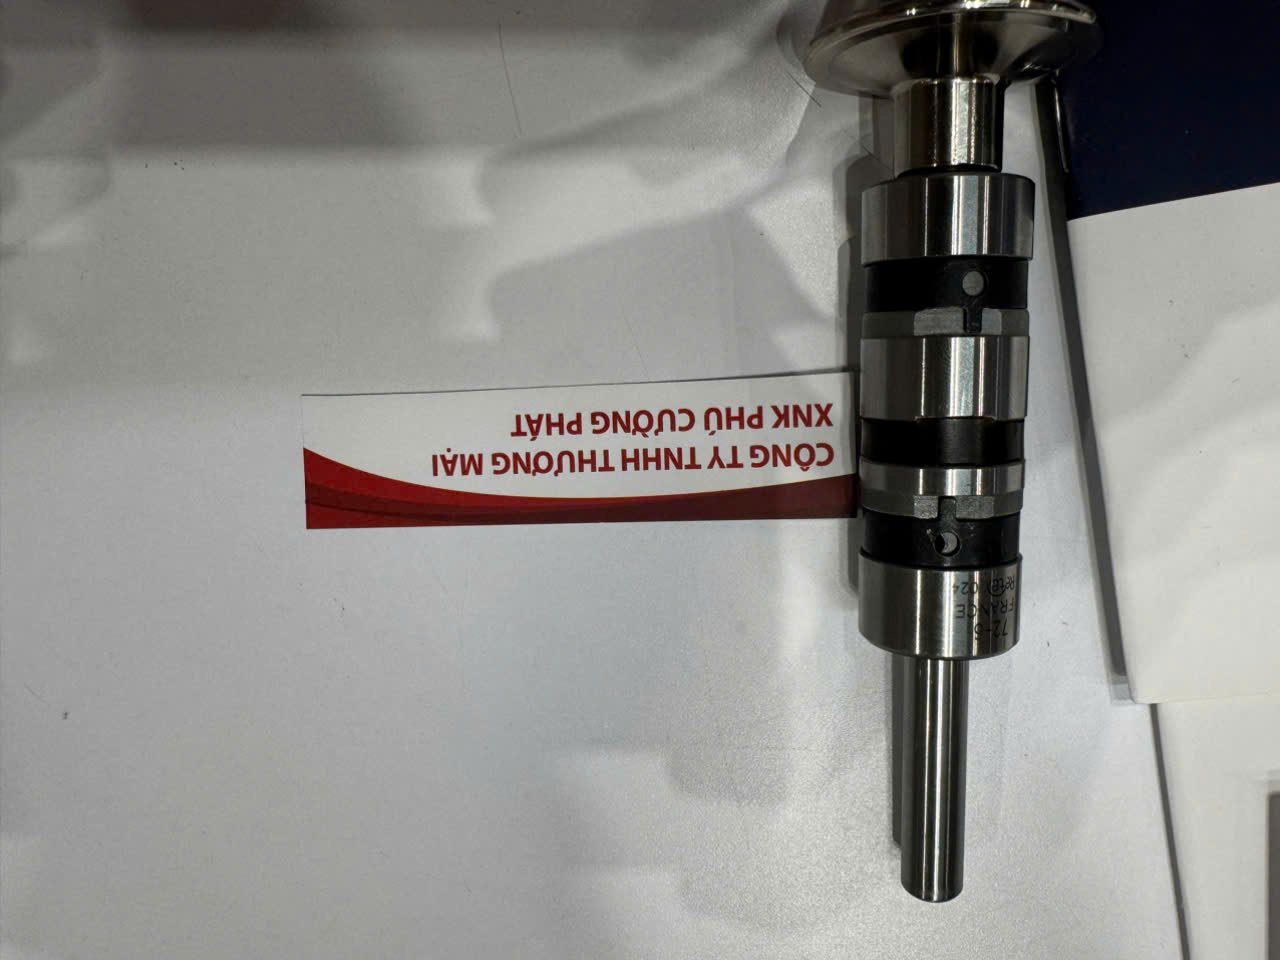 CÔNG TY TNHH THƯƠNG MẠI
XNK PHÚ CƯỜNG PHÁT
FRANCE